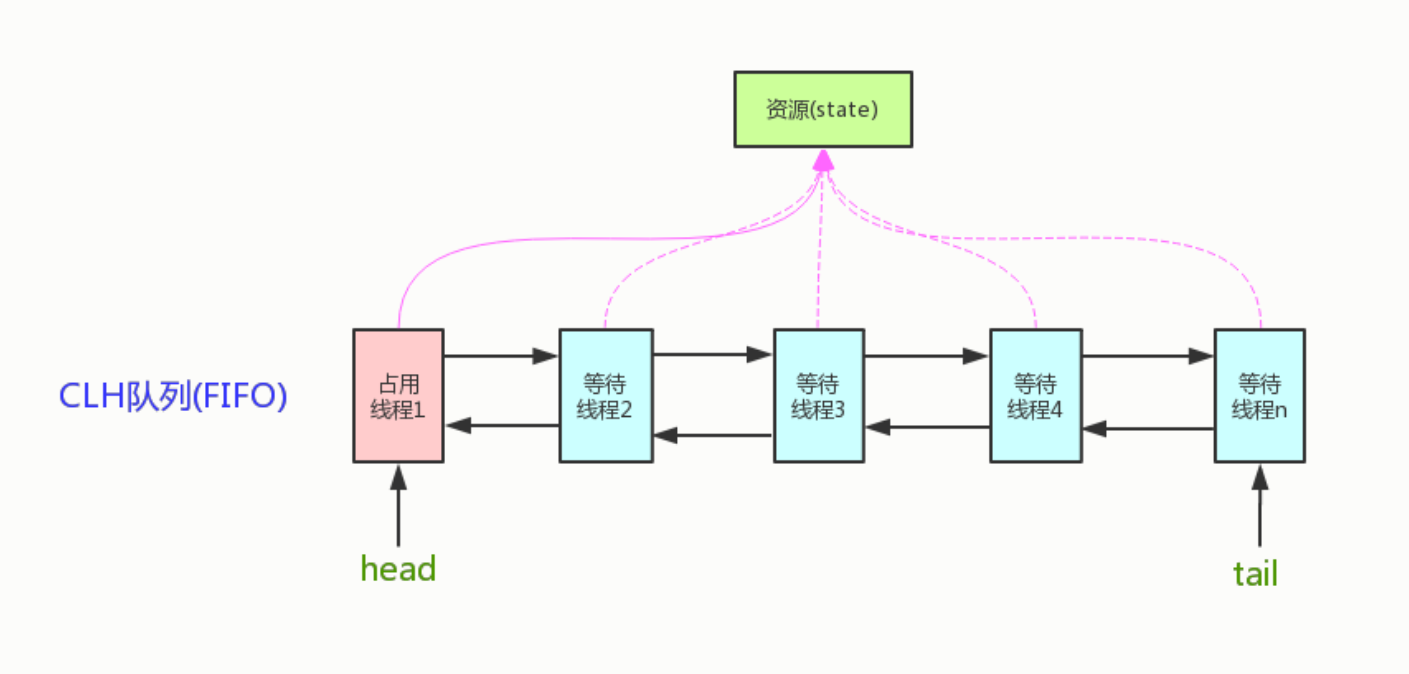 资源(state)
CLH队列(FIFO)
占用
线程1
等待
线程2
等待
线程3
等待
线程4
等待
线程n
head
tail